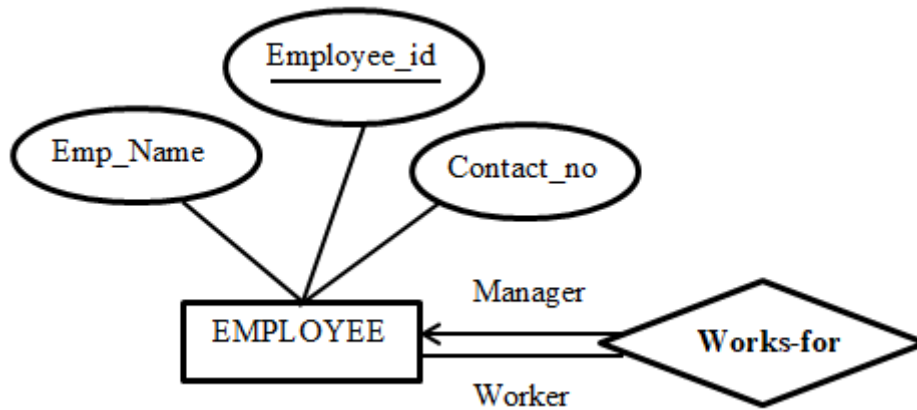 Employee_id
Emp_Name
Contact_no
Manager
EMPLOYEE
Works-for
Worker